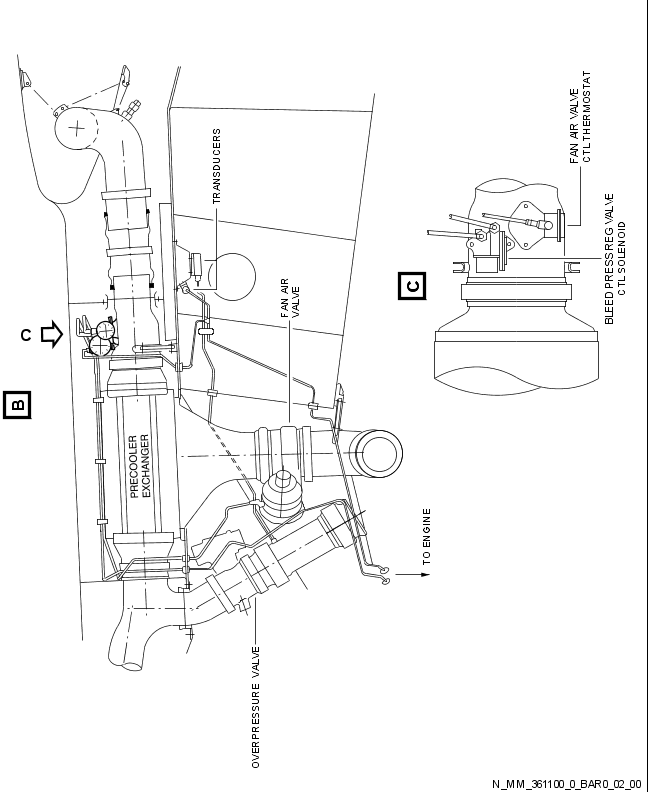 B
C
PRECOOLER
EXCHANGER
TRANSDUCERS
FAN AIR
VALVE
OVERPRESSURE VALVE
TO ENGINE
C
FAN AIR VALVE
CTL THERMOSTAT
BLEED PRESS REG VALVE
CTL SOLENOID
N_MM_361100_0_BAR0_02_00